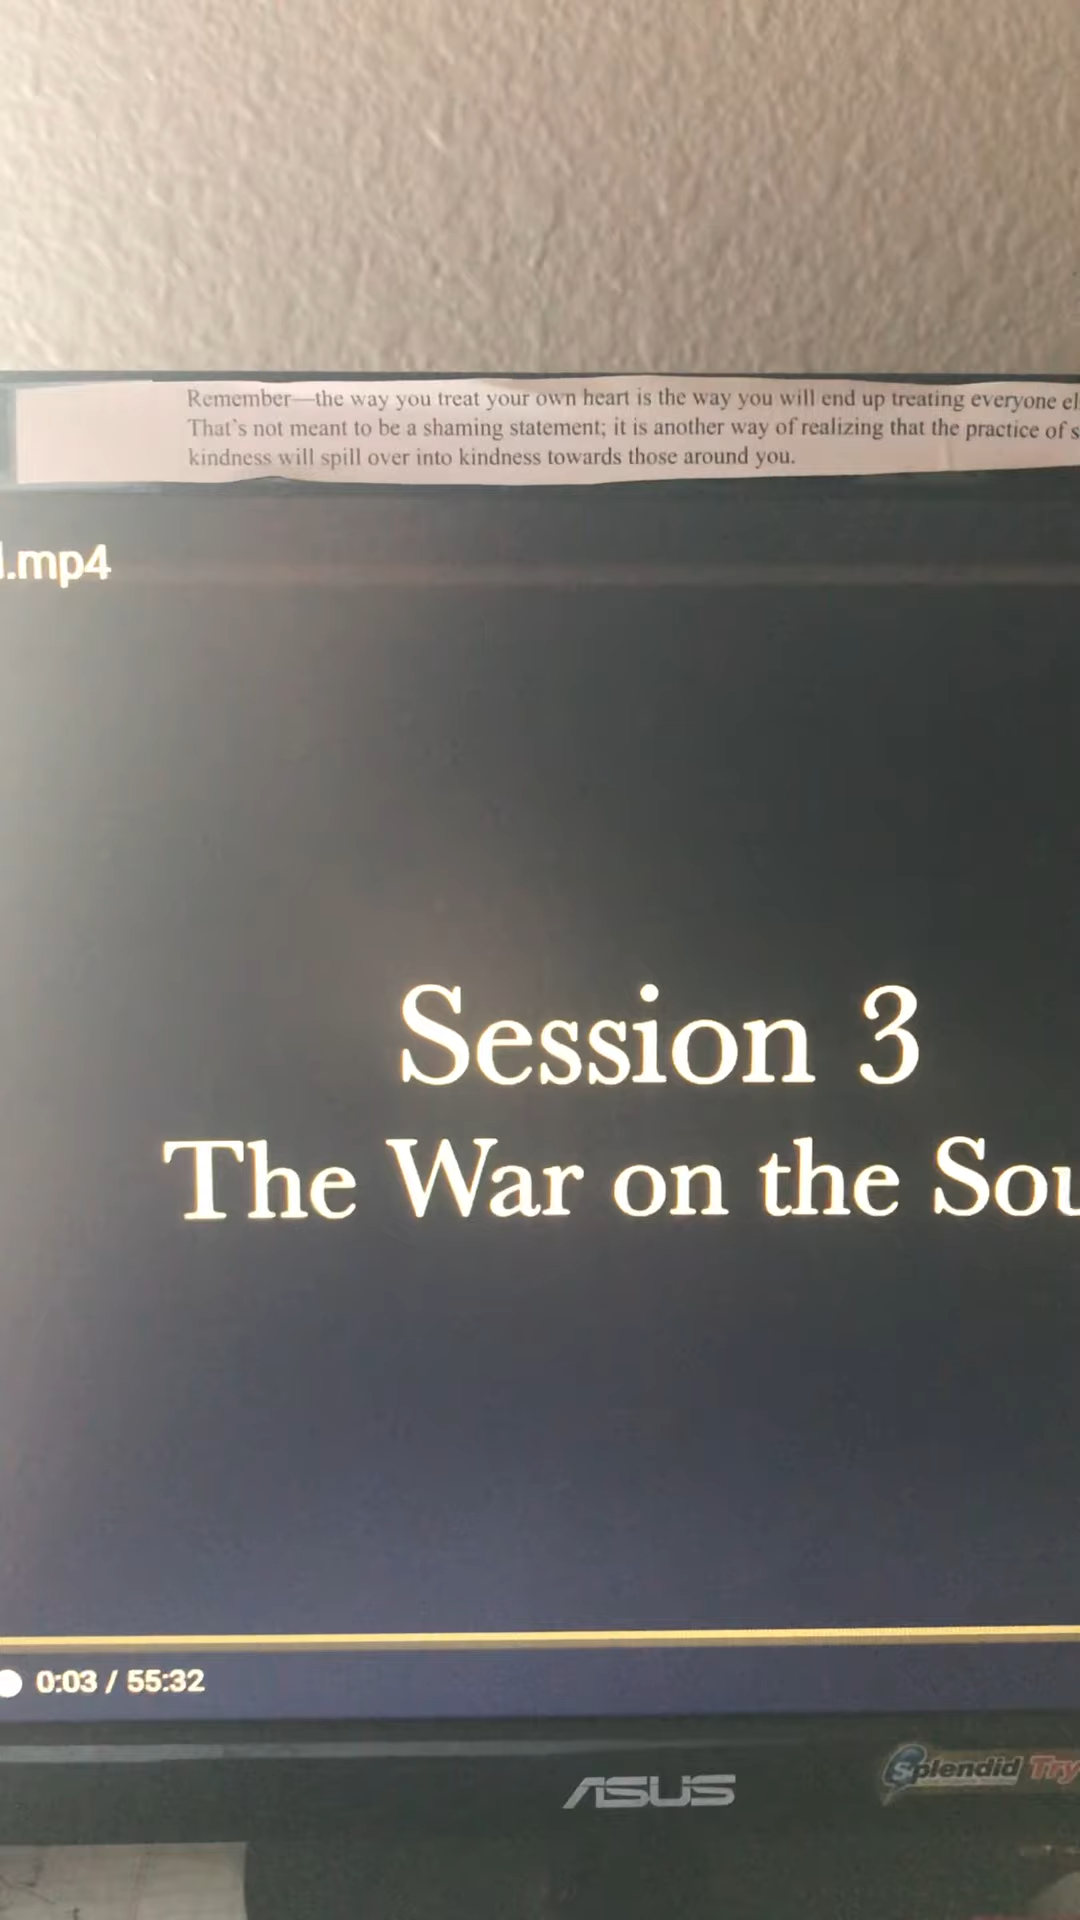 Remember—the way you treat your own heart is the way you will end up treating everyone el
That's not meant to be a shaming statement; it is another way of realizing that the practice of s
kindness will spill over into kindness towards those around you.
.mp4
Session 3
The War on the Sou
0:03 / 55:32
ASUS
Splendid Try